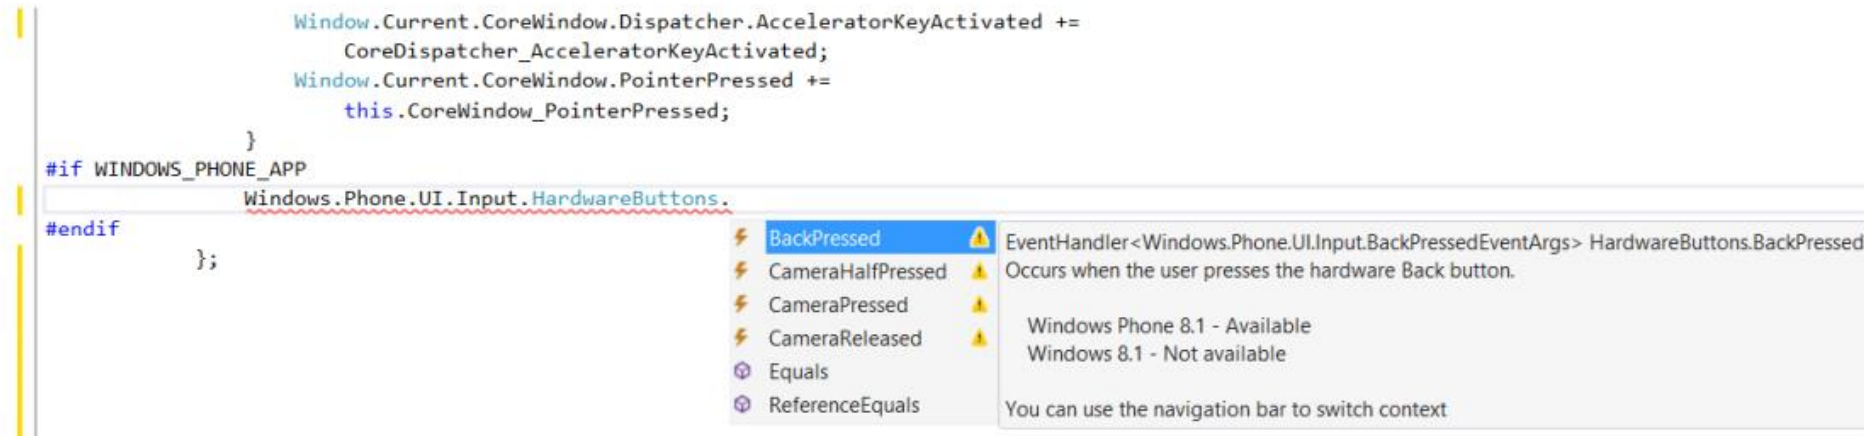 Window.Current.CoreWindow.Dispatcher.AcceleratorKeyActivated +=
CoreDispatcher_AcceleratorKeyActivated;
Window.Current.CoreWindow.PointerPressed +=
this.CoreWindow_PointerPressed;
}
#if WINDOWS_PHONE_APP
Windows.Phone.UI.Input.HardwareButtons.
#endif
};
BackPressed
CameraHalfPressed
CameraPressed
CameraReleased
Equals
ReferenceEquals
EventHandler<Windows.Phone.UI.Input.BackPressedEventArgs> HardwareButtons.BackPressed
Occurs when the user presses the hardware Back button.
Windows Phone 8.1 - Available
Windows 8.1 - Not available
You can use the navigation bar to switch context